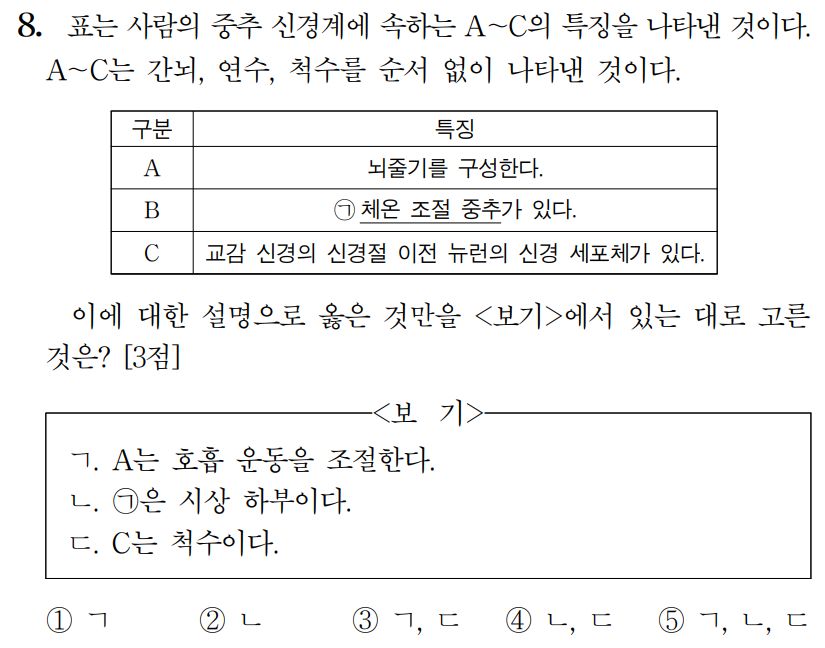 8. 표는 사람의 중추 신경계에 속하는 A~C의 특징을 나타낸 것이다.
A~C는 간뇌, 연수, 척수를 순서 없이 나타낸 것이다.
구분 특징
A 뇌줄기를 구성한다.
B ㉠ 체온 조절 중추가 있다.
C 교감 신경의 신경절 이전 뉴런의 신경 세포체가 있다.
이에 대한 설명으로 옳은 것만을 <보기>에서 있는 대로 고른
것은? [3점]
<보 기>
ㄱ. A는 호흡 운동을 조절한다.
ㄴ. ㉠은 시상 하부이다.
ㄷ. C는 척수이다.
① ㄱ ② ㄴ ③ ㄱ, ㄷ ④ ㄴ, ㄷ ⑤ ㄱ, ㄴ, ㄷ